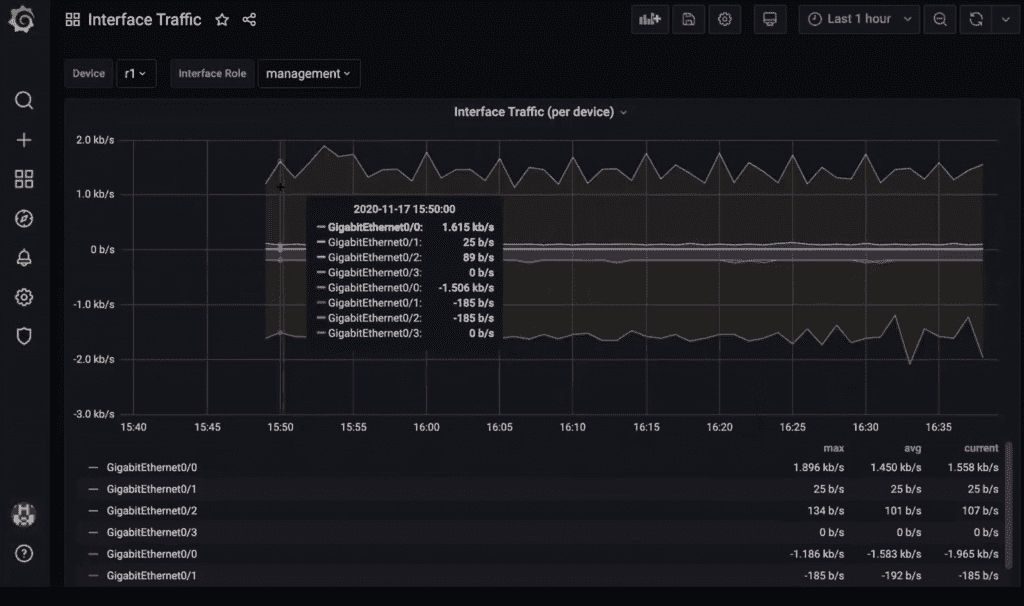 Interface Traffic
Last 1 hour
Device r1 Interface Role management
Interface Traffic (per device)
2.0 kb/s
1.0 kb/s
0 b/s
-1.0 kb/s
-2.0 kb/s
-3.0 kb/s
2020-11-17 15:50:00
GigabitEthernet0/0: 1.615 kb/s
GigabitEthernet0/1: 25 b/s
GigabitEthernet0/2: 89 b/s
GigabitEthernet0/3: 0 b/s
GigabitEthernet0/0: -1.506 kb/s
GigabitEthernet0/1: -185 b/s
GigabitEthernet0/2: -185 b/s
GigabitEthernet0/3: 0 b/s
15:40 15:45 15:50 15:55 16:00 16:05 16:10 16:15 16:20 16:25 16:30 16:35
max avg current
GigabitEthernet0/0 1.896 kb/s 1.450 kb/s 1.558 kb/s
GigabitEthernet0/1 25 b/s 25 b/s 25 b/s
GigabitEthernet0/2 134 b/s 101 b/s 107 b/s
GigabitEthernet0/3 0 b/s 0 b/s 0 b/s
GigabitEthernet0/0 -1.186 kb/s -1.583 kb/s -1.965 kb/s
GigabitEthernet0/1 -185 b/s -192 b/s -185 b/s